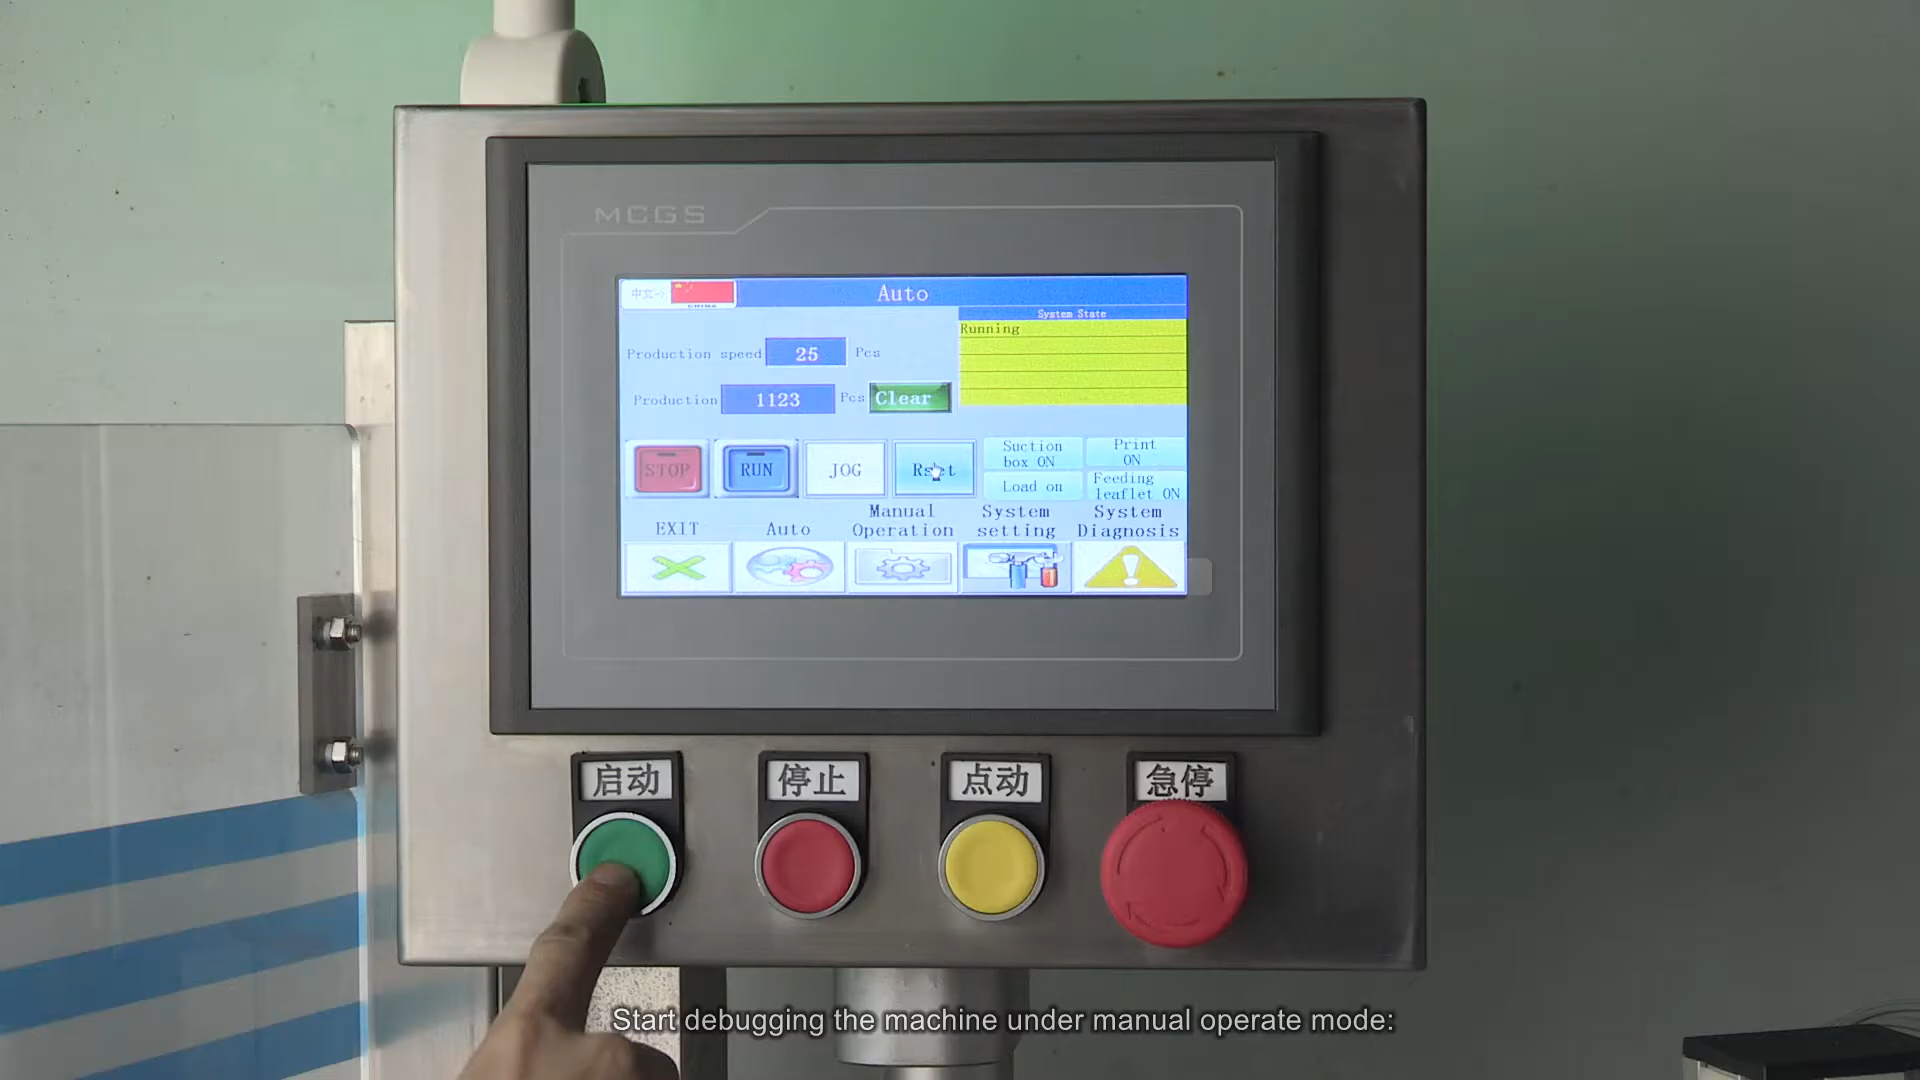 MCGS
中文->
CHINA
Auto
System State
Running
Production speed 25 Pcs
Production 1123 Pcs Clear
STOP
RUN
JOG
Rset
Suction
box ON
Print
ON
Load on
Feeding
leaflet ON
EXIT
Auto
Manual
Operation
System
setting
System
Diagnosis
启动
停止
点动
急停
Start debugging the machine under manual operate mode: